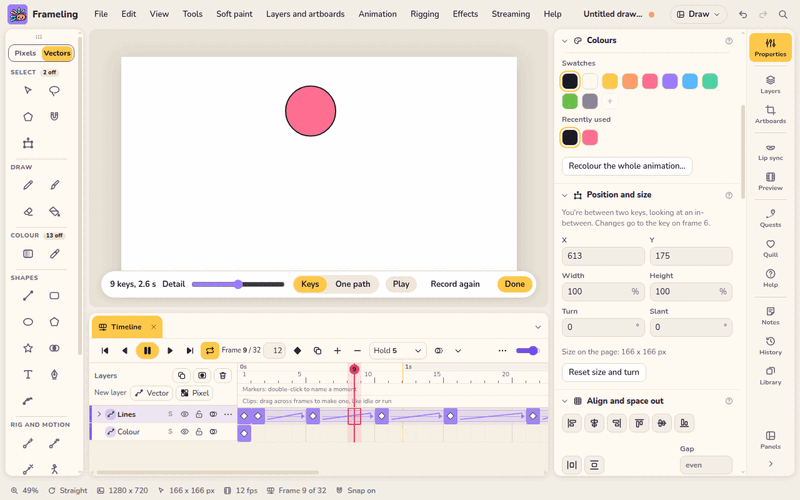 Frameling File Edit View Tools Soft paint Layers and artboards Animation Rigging Effects Streaming Help Untitled draw... Draw
Pixels Vectors
SELECT 2 off
DRAW
COLOUR 13 off
SHAPES
RIG AND MOTION
9 keys, 2.6 s Detail Keys One path Play Record again Done
Timeline
Frame 9 / 32 12 Hold 5
Layers
New layer Vector Pixel
0s 1s
1 5 9 10 15 20
Markers: double-click to name a moment
Clips: drag across frames to make one, like idle or run
Lines S
Colour S
Colours
Swatches
Recently used
Recolour the whole animation...
Position and size
You're between two keys, looking at an in-
between. Changes go to the key on frame 6.
X Y
613 175
Width Height
100 % 100 %
Turn Slant
0 ° 0 °
Size on the page: 166 x 166 px
Reset size and turn
Align and space out
Gap
even
Properties
Layers
Artboards
Lip sync
Preview
Quests
Quill
Help
Notes
History
Library
Panels
49% Straight 1280 x 720 166 x 166 px 12 fps Frame 9 of 32 Snap on